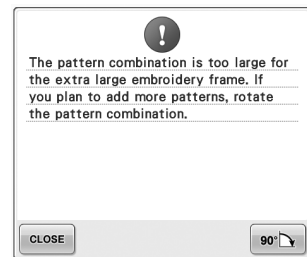 The pattern combination is too large for
the extra large embroidery frame. If
you plan to add more patterns, rotate
the pattern combination.
CLOSE
90°